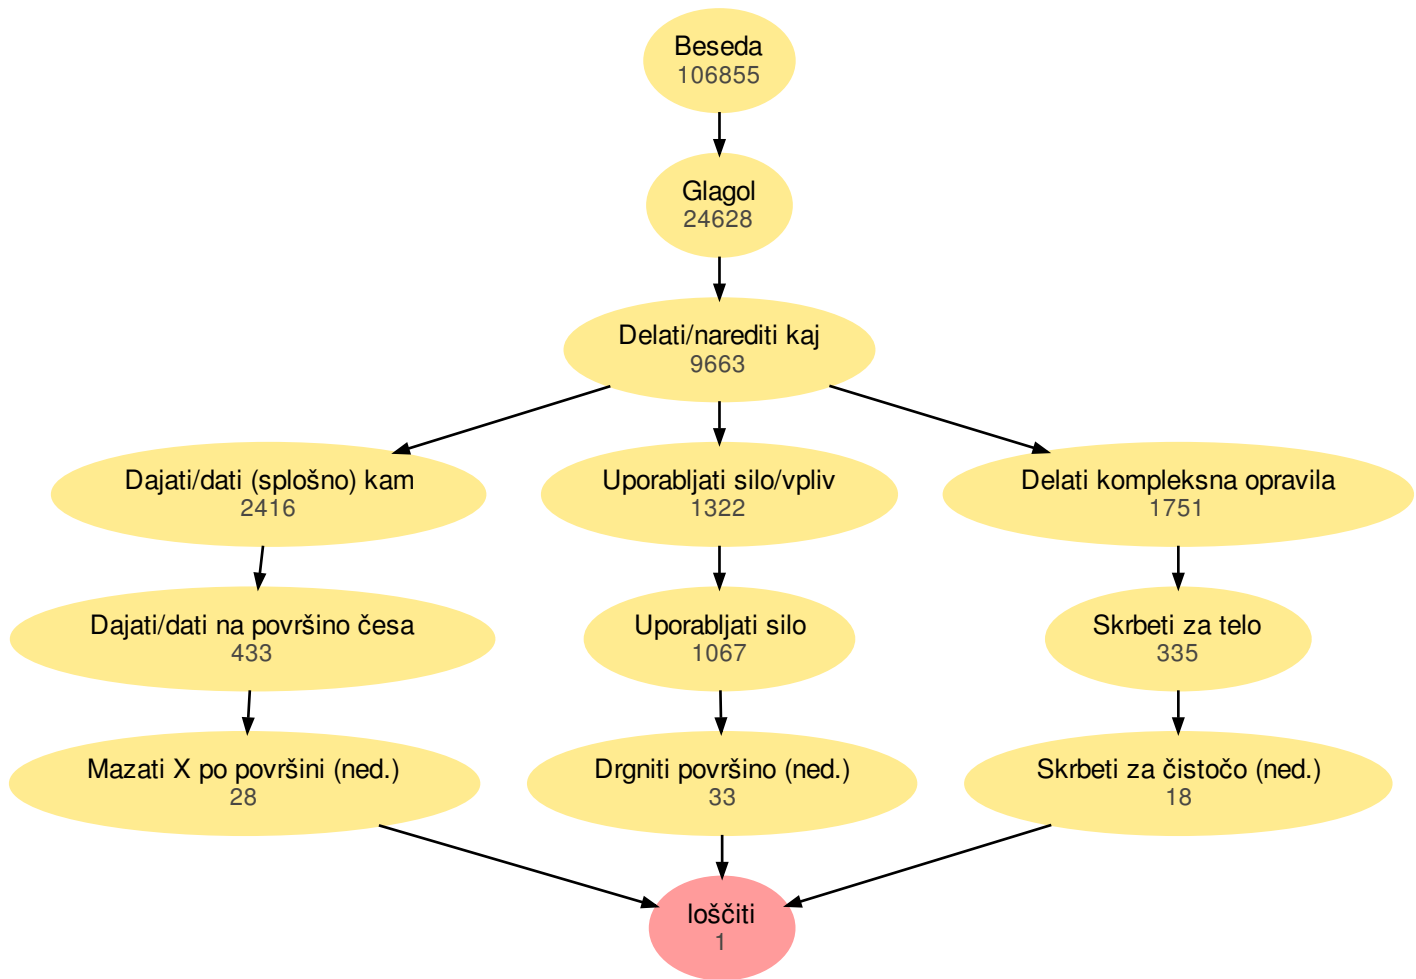 Beseda
106855
Glagol
24628
Delati/narediti kaj
9663
Dajati/dati (splošno) kam
2416
Uporabljati silo/vpliv
1322
Delati kompleksna opravila
1751
Dajati/dati na površino česa
433
Uporabljati silo
1067
Skrbeti za telo
335
Mazati X po površini (ned.)
28
Drgniti površino (ned.)
33
Skrbeti za čistočo (ned.)
18
loščiti
1